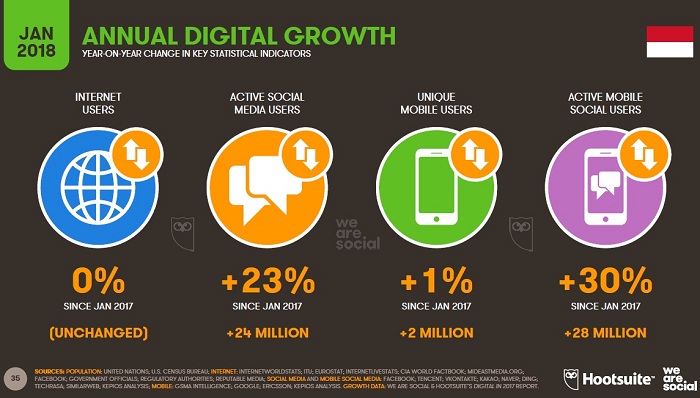 JAN
2018
ANNUAL DIGITAL GROWTH
YEAR-ON-YEAR CHANGE IN KEY STATISTICAL INDICATORS
INTERNET
USERS
ACTIVE SOCIAL
MEDIA USERS
UNIQUE
MOBILE USERS
ACTIVE MOBILE
SOCIAL USERS
we
are
social
0%
+23%
+1%
+30%
SINCE JAN 2017
SINCE JAN 2017
SINCE JAN 2017
SINCE JAN 2017
(UNCHANGED)
+24 MILLION
+2 MILLION
+28 MILLION
35
SOURCES: POPULATION: UNITED NATIONS; U.S. CENSUS BUREAU; INTERNET: INTERNETWORLDSTATS; ITU; EUROSTAT; INTERNETLIVESTATS; CIA WORLD FACTBOOK; MIDEASTMEDIA.ORG;
FACEBOOK; GOVERNMENT OFFICIALS; REGULATORY AUTHORITIES; REPUTABLE MEDIA; SOCIAL MEDIA AND MOBILE SOCIAL MEDIA: FACEBOOK; TENCENT; VKONTAKTE; KAKAO; NAVER; DING;
TECHRASA; SIMILARWEB; KEPIOS ANALYSIS; MOBILE: GSMA INTELLIGENCE; GOOGLE; ERICSSON; KEPIOS ANALYSIS. GROWTH DATA: WE ARE SOCIAL & HOOTSUITE'S DIGITAL IN 2017 REPORT.
Hootsuite™
we
are
social